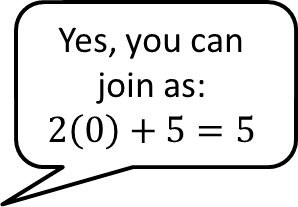 Yes, you can
join as:
2(0) + 5 = 5